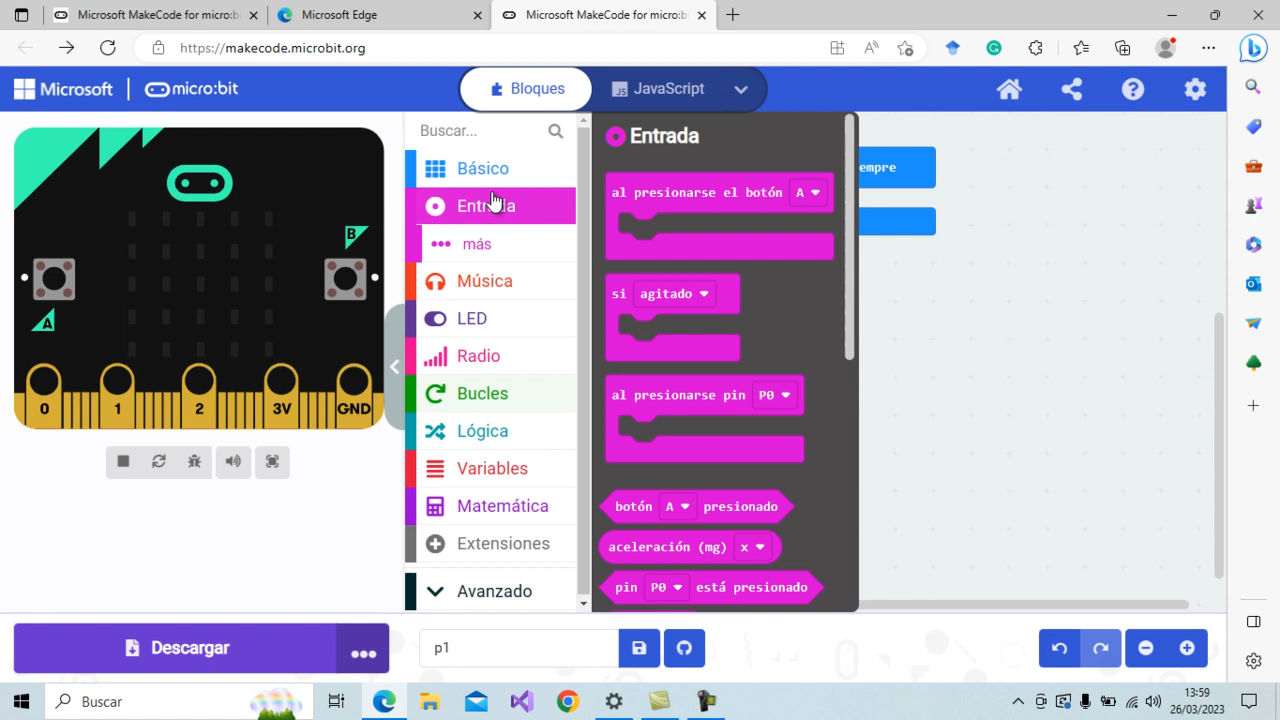 MakeCode for micro:bit
Microsoft Edge
MakeCode for micro:bi
https://makecode.microbit.org
Microsoft
micro:bit
Bloques
JavaScript
Buscar...
Básico
más
Música
LED
Radio
Bucles
Lógica
Variables
Matemática
Extensiones
Avanzado
Entrada
al presionarse el botón A
si agitado
al presionarse pin P0
botón A presionado
aceleración (mg) x
pin P0 está presionado
empre
B
A
0 1 2 3V GND
Descargar
p1
Buscar
13:59
26/03/2023